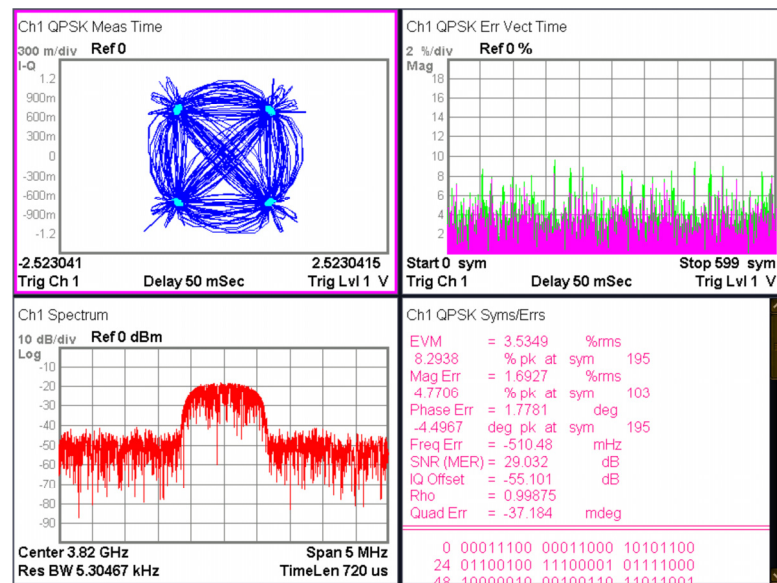 Ch1 QPSK Meas Time
300 m/div Ref 0
I-Q
1.2
900m
600m
300m
0
-300m
-600m
-900m
-1.2
-2.523041 2.5230415
Trig Ch 1 Delay 50 mSec Trig Lvl 1 V
Ch1 QPSK Err Vect Time
2 %/div Ref 0 %
Mag
18
16
14
12
10
8
6
4
2
Start 0 sym Stop 599 sym
Trig Ch 1 Delay 50 mSec Trig Lvl 1 V
Ch1 Spectrum
10 dB/div Ref 0 dBm
Log
-10
-20
-30
-40
-50
-60
-70
-80
-90
Center 3.82 GHz Span 5 MHz
Res BW 5.30467 kHz TimeLen 720 us
Ch1 QPSK Syms/Errs
EVM = 3.5349 %rms
8.2938 % pk at sym 195
Mag Err = 1.6927 %rms
4.7706 % pk at sym 103
Phase Err = 1.7781 deg
-4.4967 deg pk at sym 195
Freq Err = -510.48 mHz
SNR (MER) = 29.032 dB
IQ Offset = -55.101 dB
Rho = 0.99875
Quad Err = -37.184 mdeg
0 00011100 00011000 10101100
24 01100100 11100001 01111000
48 10000010 00100110 11011001